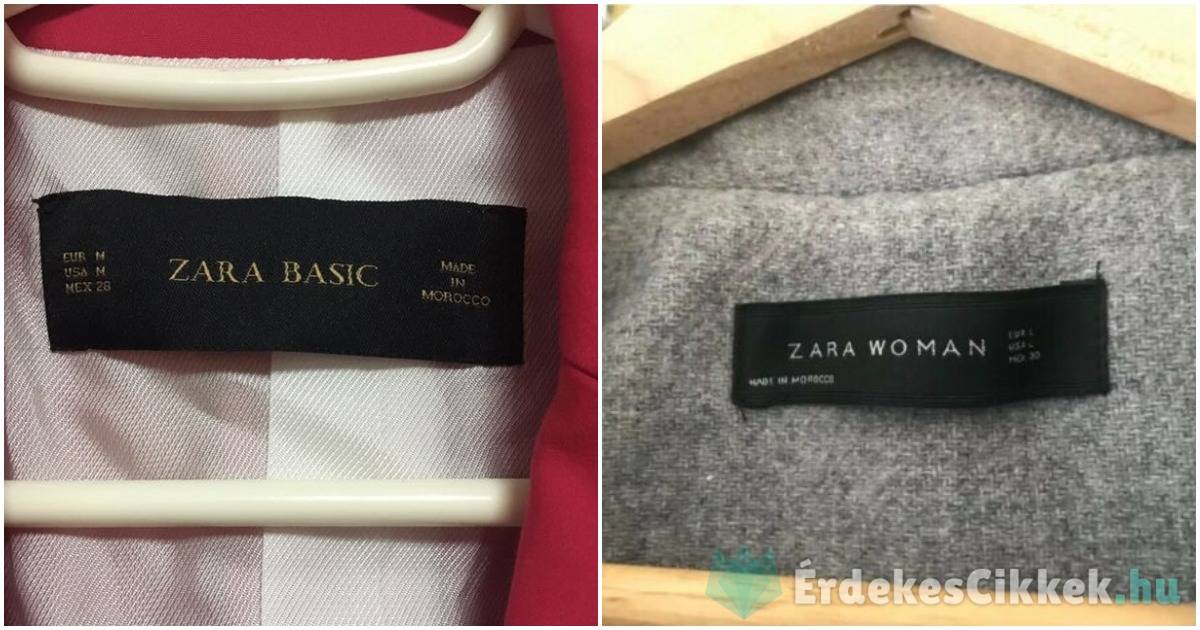 EUR M
USA M
MEX 28
ZARA BASIC
MADE
IN
MOROCCO
ZARA WOMAN
EUR L
USA L
MEX 30
MADE IN MOROCCO
ÉrdekesCikkek.hu